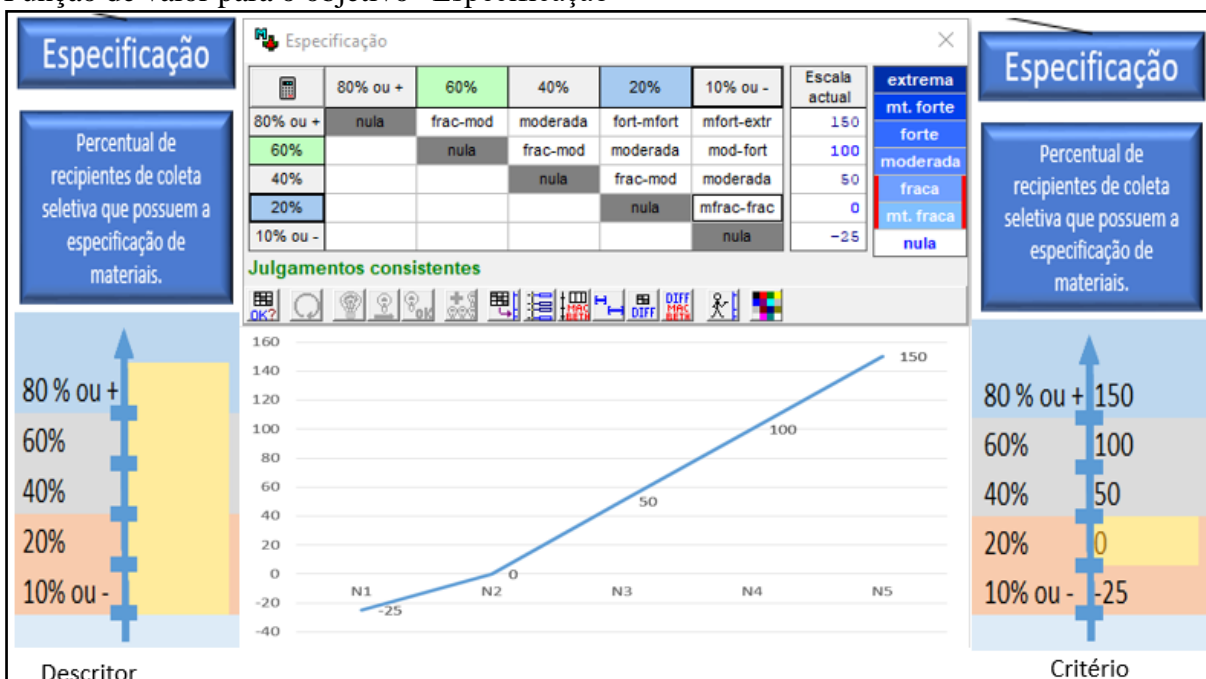 Função de valor para o objetivo "Especificação"
Especificação
Percentual de
recipientes de coleta
seletiva que possuem a
especificação de
materiais.
80 % ou +
60%
40%
20%
10% ou -
Descritor
Especificação
80% ou + 60% 40% 20% 10% ou - Escala actual
80% ou + nula frac-mod moderada fort-mfort mfort-extr 150
60% nula frac-mod moderada mod-fort 100
40% nula frac-mod moderada 50
20% nula mfrac-frac 0
10% ou - nula -25
extrema
mt. forte
forte
moderada
fraca
mt. fraca
nula
Julgamentos consistentes
OK? ok DIFF DIFF MAC BETH
160
140
120
100
80
60
40
20
0
-20
-40
N1 N2 N3 N4 N5
-25
0
50
100
150
Especificação
Percentual de
recipientes de coleta
seletiva que possuem a
especificação de
materiais.
80 % ou + 150
60% 100
40% 50
20% 0
10% ou - -25
Critério